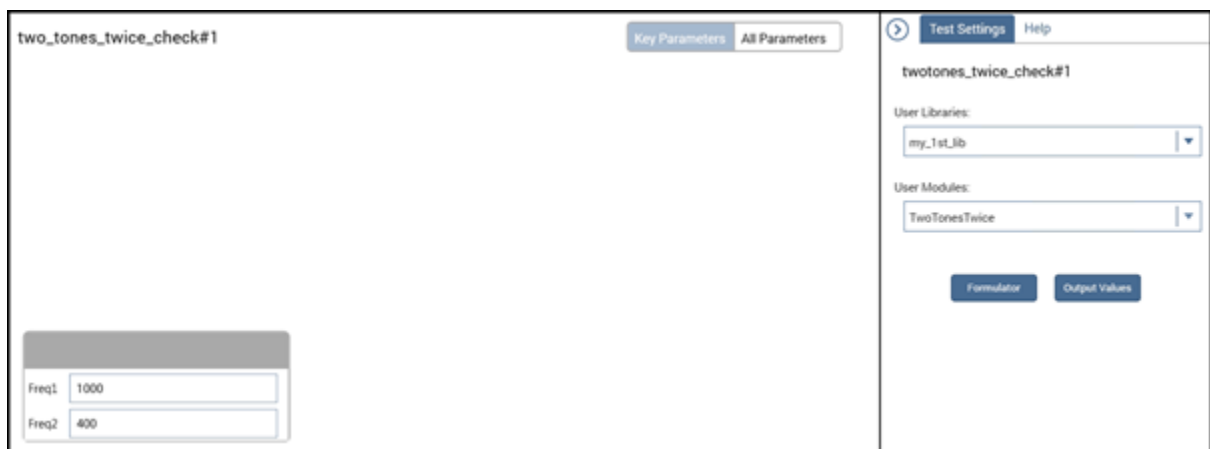 two_tones_twice_check#1
Key Parameters All Parameters
Freq1 1000
Freq2 400
Test Settings Help
twotones_twice_check#1
User Libraries:
my_1st_lib
User Modules:
TwoTonesTwice
Formulator Output Values